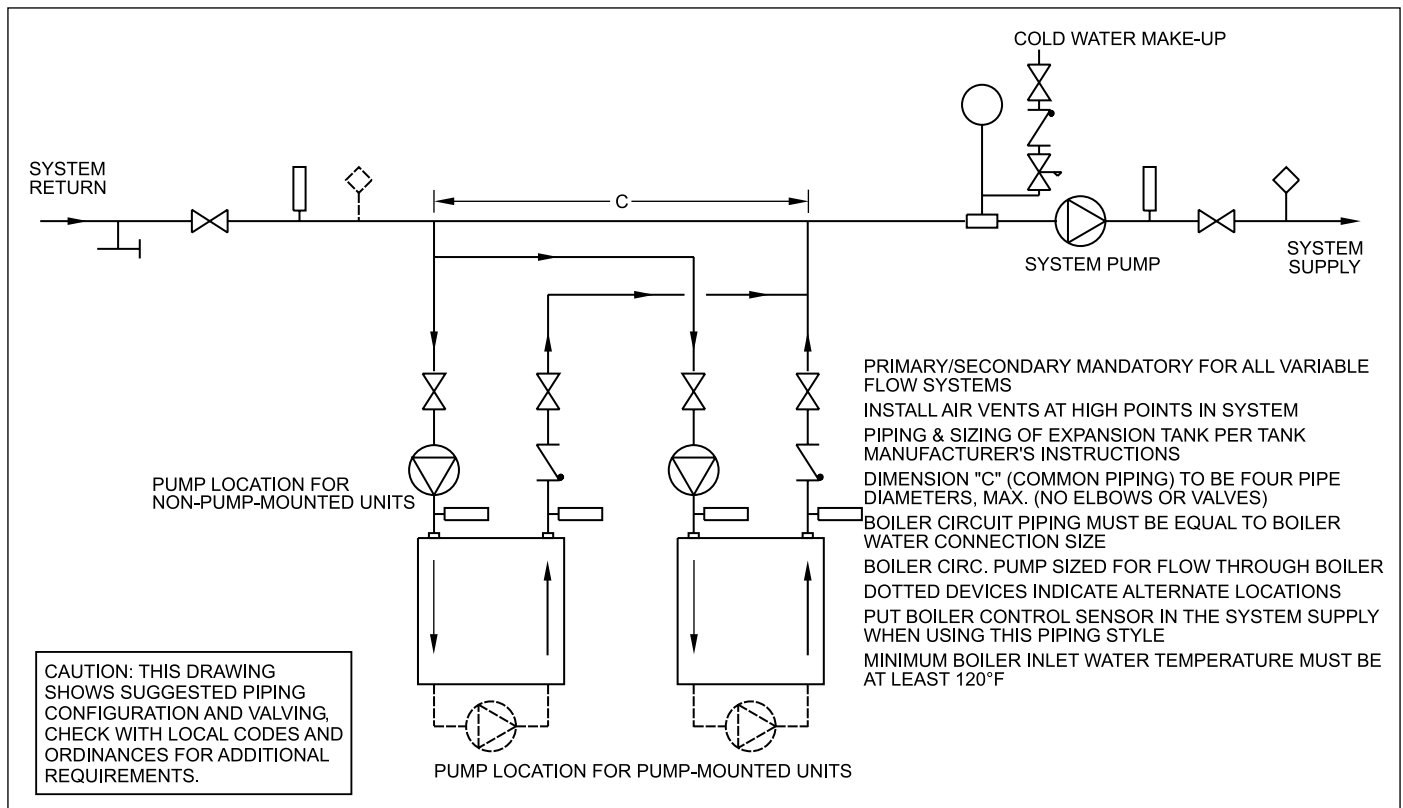 COLD WATER MAKE-UP
SYSTEM
RETURN
C
SYSTEM PUMP
SYSTEM
SUPPLY
PUMP LOCATION FOR
NON-PUMP-MOUNTED UNITS
PRIMARY/SECONDARY MANDATORY FOR ALL VARIABLE
FLOW SYSTEMS
INSTALL AIR VENTS AT HIGH POINTS IN SYSTEM
PIPING & SIZING OF EXPANSION TANK PER TANK
MANUFACTURER'S INSTRUCTIONS
DIMENSION "C" (COMMON PIPING) TO BE FOUR PIPE
DIAMETERS, MAX. (NO ELBOWS OR VALVES)
BOILER CIRCUIT PIPING MUST BE EQUAL TO BOILER
WATER CONNECTION SIZE
BOILER CIRC. PUMP SIZED FOR FLOW THROUGH BOILER
DOTTED DEVICES INDICATE ALTERNATE LOCATIONS
PUT BOILER CONTROL SENSOR IN THE SYSTEM SUPPLY
WHEN USING THIS PIPING STYLE
MINIMUM BOILER INLET WATER TEMPERATURE MUST BE
AT LEAST 120°F
CAUTION: THIS DRAWING
SHOWS SUGGESTED PIPING
CONFIGURATION AND VALVING,
CHECK WITH LOCAL CODES AND
ORDINANCES FOR ADDITIONAL
REQUIREMENTS.
PUMP LOCATION FOR PUMP-MOUNTED UNITS